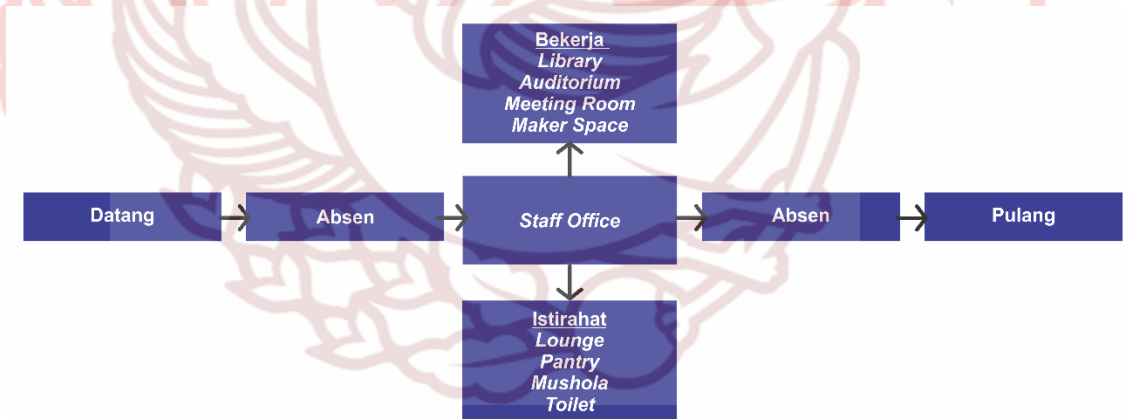 Bekerja
Library
Auditorium
Meeting Room
Maker Space
Datang
Absen
Staff Office
Absen
Pulang
Istirahat
Lounge
Pantry
Mushola
Toilet